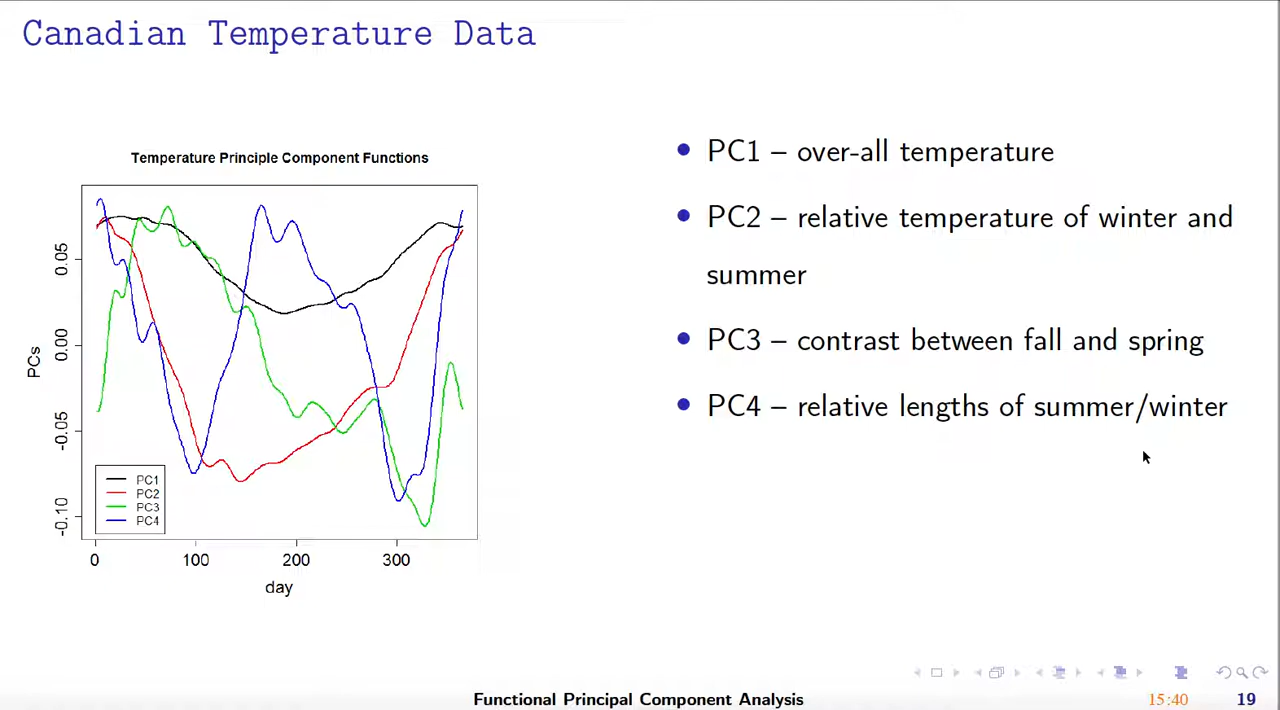 Canadian Temperature Data
Temperature Principle Component Functions
PCs
0.05
0.00
-0.05
-0.10
PC1
PC2
PC3
PC4
0 100 200 300
day
• PC1 – over-all temperature
• PC2 – relative temperature of winter and
summer
• PC3 – contrast between fall and spring
• PC4 – relative lengths of summer/winter
Functional Principal Component Analysis 15:40 19